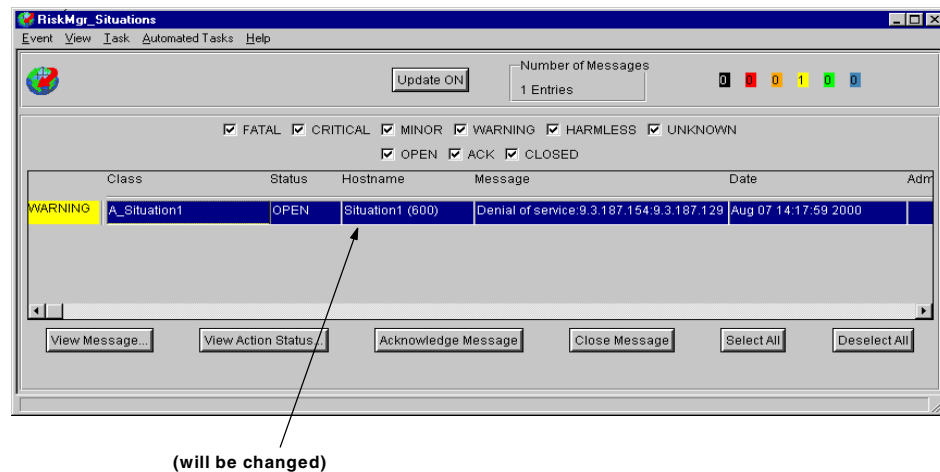 RiskMgr_Situations
Event View Task Automated Tasks Help
Update ON
Number of Messages
1 Entries
0 0 0 1 0 0
FATAL CRITICAL MINOR WARNING HARMLESS UNKNOWN
OPEN ACK CLOSED
Class Status Hostname Message Date Adm
WARNING A_Situation1 OPEN Situation1 (600) Denial of service:9.3.187.154:9.3.187.129 Aug 07 14:17:59 2000
View Message... View Action Status... Acknowledge Message Close Message Select All Deselect All
(will be changed)